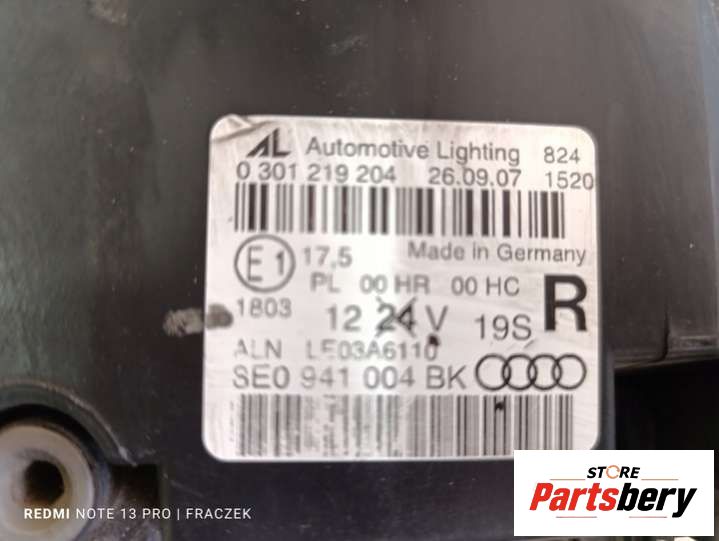 AL Automotive Lighting 824
0 301 219 204 26.09.07 1520
E1 17,5 Made in Germany
PL 00 HR 00 HC R
1803 12 24 V 19S
ALN LE03A6110
SE0 941 004 BK
STORE
Partsbery
REDMI NOTE 13 PRO | FRACZEK